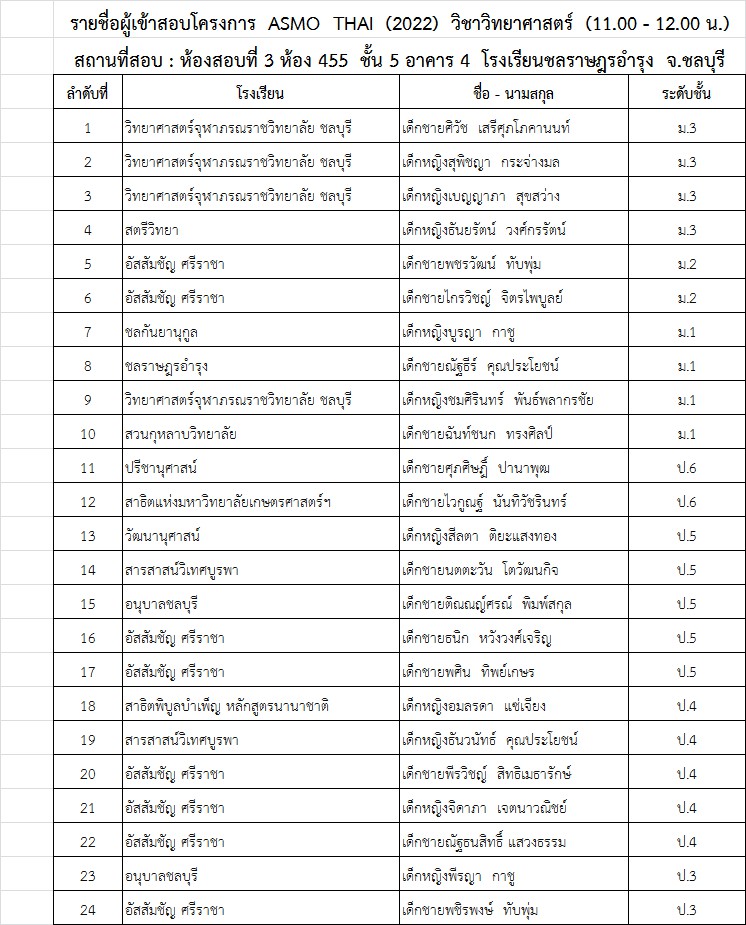 รายชื่อผู้เข้าสอบโครงการ ASMO THAI (2022) วิชาวิทยาศาสตร์ (11.00 - 12.00 น.)
สถานที่สอบ : ห้องสอบที่ 3 ห้อง 455 ชั้น 5 อาคาร 4 โรงเรียนชลราษฎรอำรุง จ.ชลบุรี
ลำดับที่ โรงเรียน ชื่อ - นามสกุล ระดับชั้น
1 วิทยาศาสตร์จุฬาภรณราชวิทยาลัย ชลบุรี เด็กชายศิวัช เสรีศุภโภคานนท์ ม.3
2 วิทยาศาสตร์จุฬาภรณราชวิทยาลัย ชลบุรี เด็กหญิงสุพิชญา กระจ่างมล ม.3
3 วิทยาศาสตร์จุฬาภรณราชวิทยาลัย ชลบุรี เด็กหญิงเบญญาภา สุขสว่าง ม.3
4 สตรีวิทยา เด็กหญิงธันยรัตน์ วงศ์กรรัตน์ ม.3
5 อัสสัมชัญ ศรีราชา เด็กชายพชรวัฒน์ ทับพุ่ม ม.2
6 อัสสัมชัญ ศรีราชา เด็กชายไกรวิชญ์ จิตรไพบูลย์ ม.2
7 ชลกันยานุกูล เด็กหญิงบูรญา กาชู ม.1
8 ชลราษฎรอำรุง เด็กชายณัฐธีร์ คุณประโยชน์ ม.1
9 วิทยาศาสตร์จุฬาภรณราชวิทยาลัย ชลบุรี เด็กหญิงชมศิรินทร์ พันธ์พลากรชัย ม.1
10 สวนกุหลาบวิทยาลัย เด็กชายฉันท์ชนก ทรงศิลป์ ม.1
11 ปรีชานุศาสน์ เด็กชายศุภศิษฏิ์ ปานาพุฒ ป.6
12 สาธิตแห่งมหาวิทยาลัยเกษตรศาสตร์ฯ เด็กชายไวกูณฐ์ นันทิวัชรินทร์ ป.6
13 วัฒนานุศาสน์ เด็กหญิงสีลตา ติยะแสงทอง ป.5
14 สารสาสน์วิเทศบูรพา เด็กชายนตตะวัน โตวัฒนกิจ ป.5
15 อนุบาลชลบุรี เด็กชายติณณญ์ศรณ์ พิมพ์สกุล ป.5
16 อัสสัมชัญ ศรีราชา เด็กชายธนิก หวังวงศ์เจริญ ป.5
17 อัสสัมชัญ ศรีราชา เด็กชายพศิน ทิพย์เกษร ป.5
18 สาธิตพิบูลบำเพ็ญ หลักสูตรนานาชาติ เด็กหญิงอมลรดา แซ่เจียง ป.4
19 สารสาสน์วิเทศบูรพา เด็กหญิงธันวนัทธ์ คุณประโยชน์ ป.4
20 อัสสัมชัญ ศรีราชา เด็กชายพีรวิชญ์ สิทธิเมธารักษ์ ป.4
21 อัสสัมชัญ ศรีราชา เด็กหญิงจิดาภา เจตนาวณิชย์ ป.4
22 อัสสัมชัญ ศรีราชา เด็กชายณัฐธนสิทธิ์ แสวงธรรม ป.4
23 อนุบาลชลบุรี เด็กหญิงพีรญา กาชู ป.3
24 อัสสัมชัญ ศรีราชา เด็กชายพชิรพงษ์ ทับพุ่ม ป.3